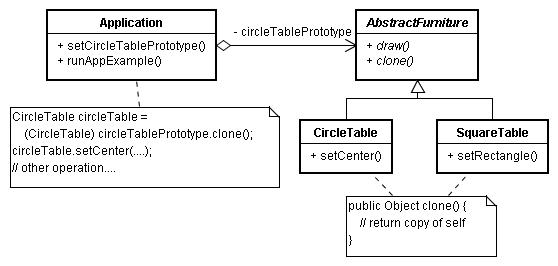 Application
+ setCircleTablePrototype()
+ runAppExample()
- circleTablePrototype
AbstractFurniture
+ draw()
+ clone()
CircleTable circleTable =
(CircleTable) circleTablePrototype.clone();
circleTable.setCenter(....);
// other operation....
CircleTable
+ setCenter()
SquareTable
+ setRectangle()
public Object clone() {
// return copy of self
}